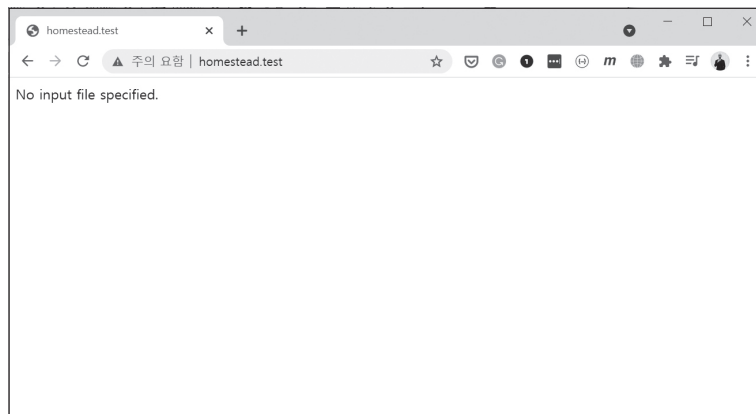 homestead.test
주의 요함 | homestead.test
No input file specified.